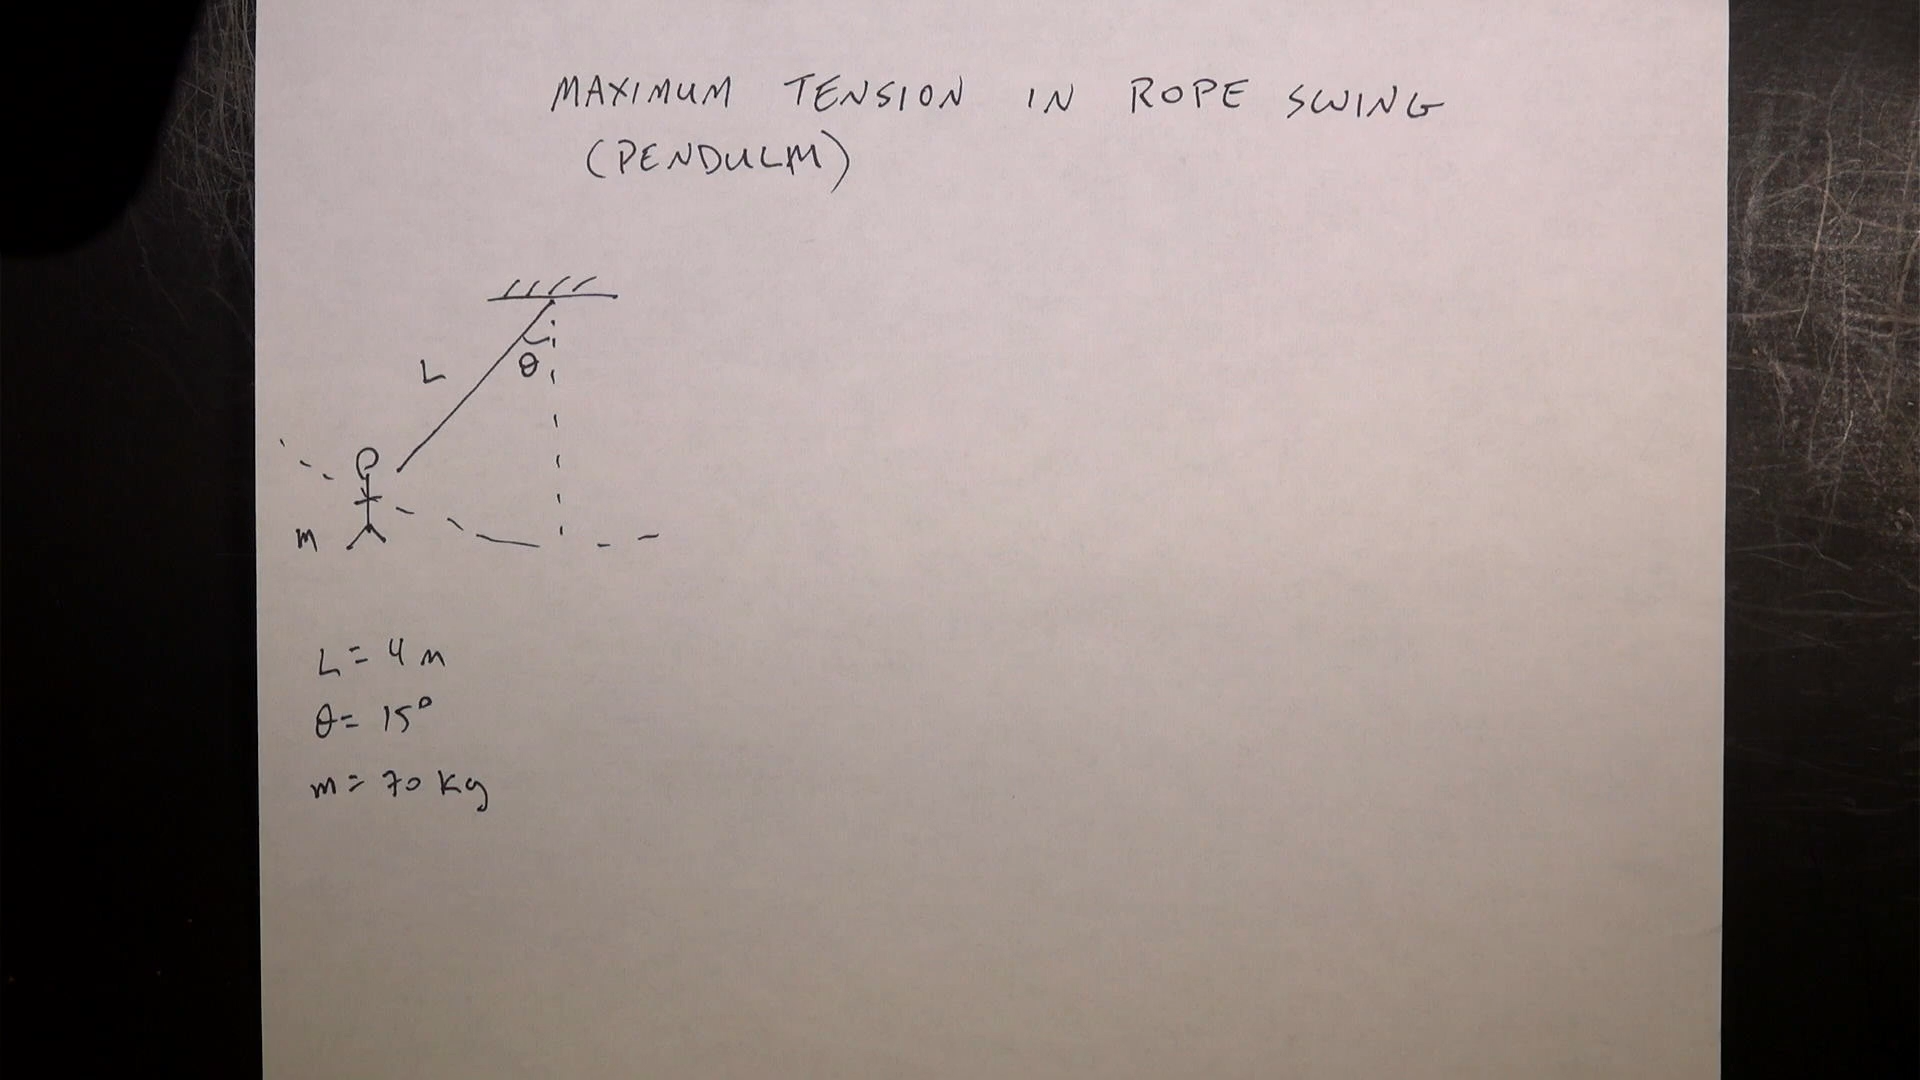 MAXIMUM TENSION IN ROPE SWING
(PENDULM)
θ
L
m
L = 4 m
θ = 15°
m = 70 kg